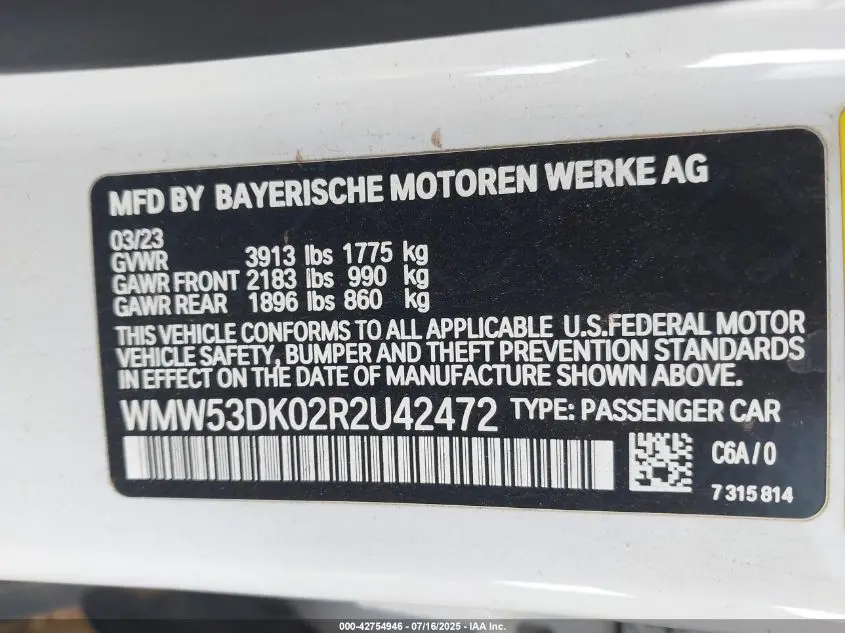 MFD BY BAYERISCHE MOTOREN WERKE AG
03/23
GVWR 3913 lbs 1775 kg
GAWR FRONT 2183 lbs 990 kg
GAWR REAR 1896 lbs 860 kg
THIS VEHICLE CONFORMS TO ALL APPLICABLE U.S.FEDERAL MOTOR
VEHICLE SAFETY, BUMPER AND THEFT PREVENTION STANDARDS
IN EFFECT ON THE DATE OF MANUFACTURE SHOWN ABOVE.
WMW53DK02R2U42472 TYPE: PASSENGER CAR
C6A/0
7 315 814
000-42754946 - 07/16/2025 - COPYRIGHT © 2025 IAA, LLC